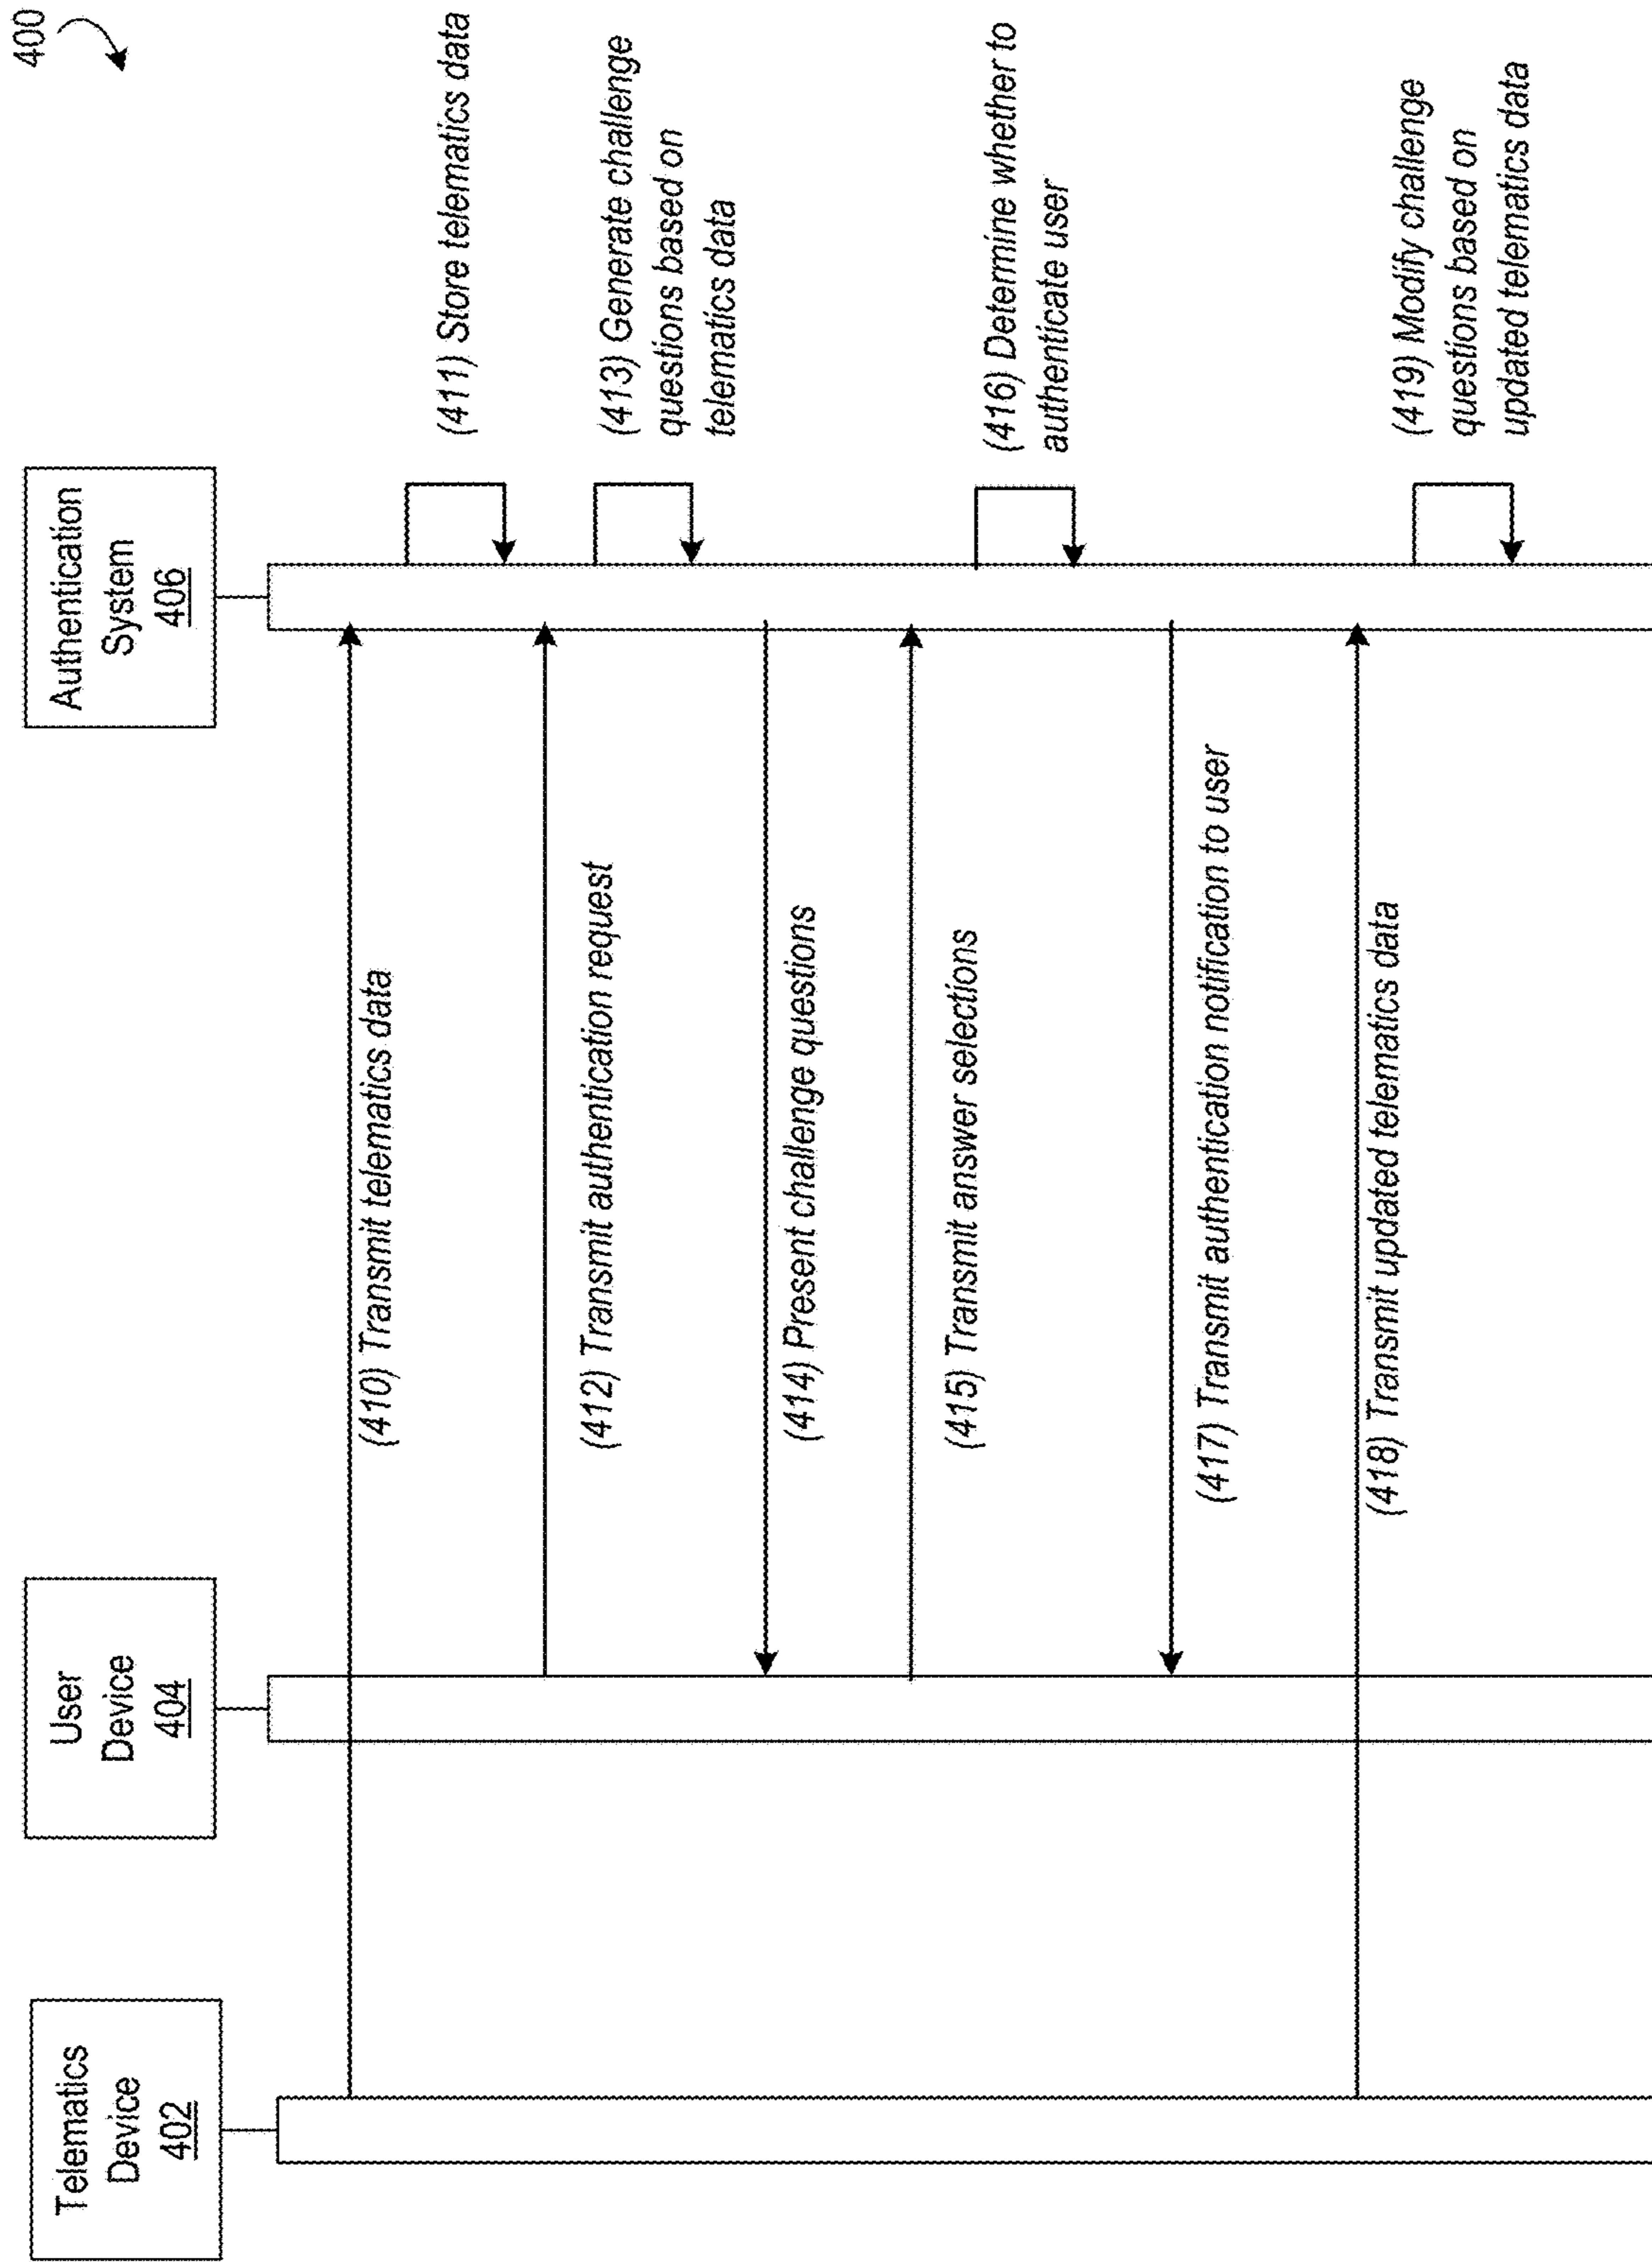 400
Telematics
Device
402
User
Device
404
Authentication
System
406
(410) Transmit telematics data
(411) Store telematics data
(412) Transmit authentication request
(413) Generate challenge
questions based on
telematics data
(414) Present challenge questions
(415) Transmit answer selections
(416) Determine whether to
authenticate user
(417) Transmit authentication notification to user
(418) Transmit updated telematics data
(419) Modify challenge
questions based on
updated telematics data